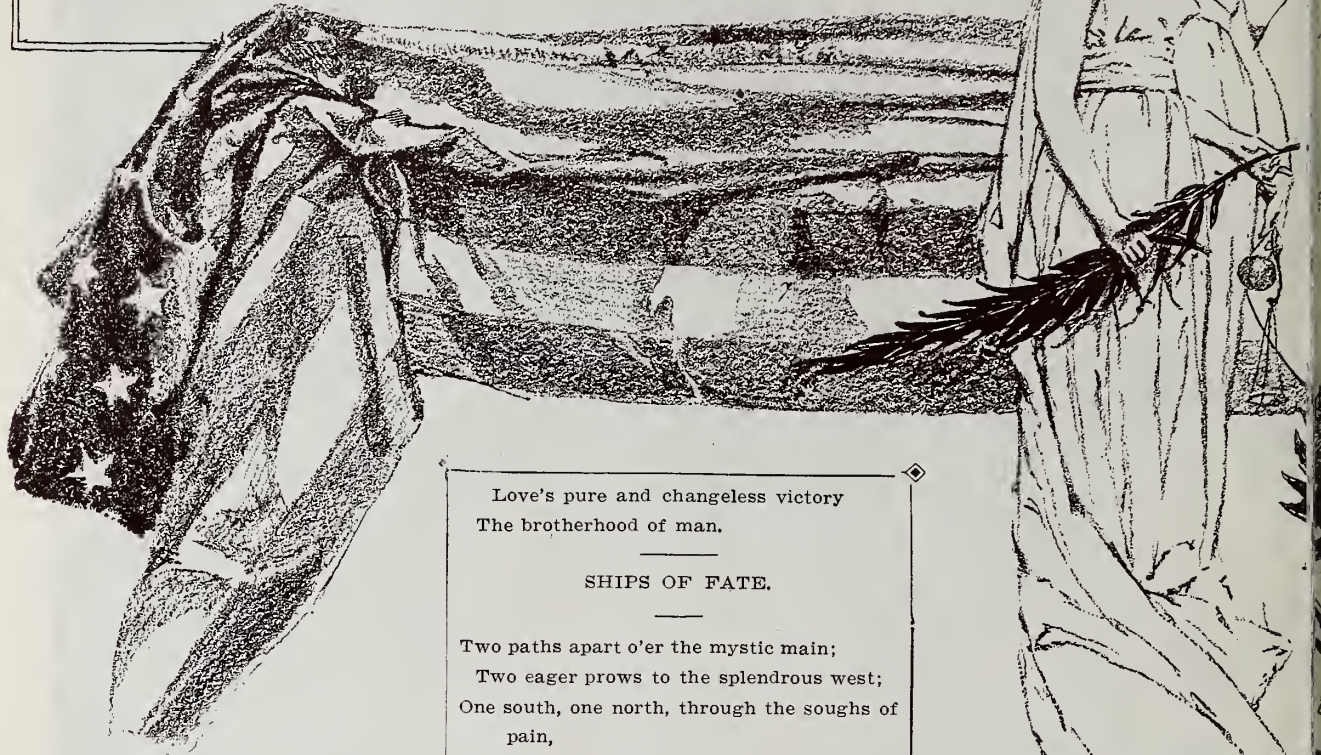 Love's pure and changeless victory
The brotherhood of man.
SHIPS OF FATE.
Two paths apart o'er the mystic main;
Two eager prows to the splendrous west;
One south, one north, through the soughs of
pain,